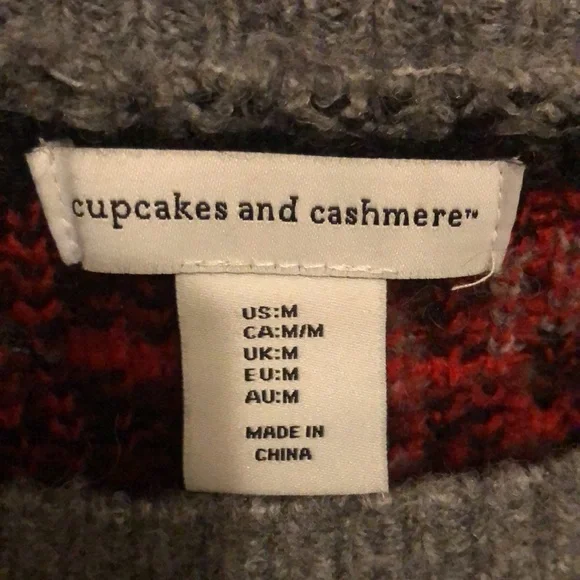 cupcakes and cashmere™
US:M
CA:M/M
UK:M
EU:M
AU:M
MADE IN
CHINA